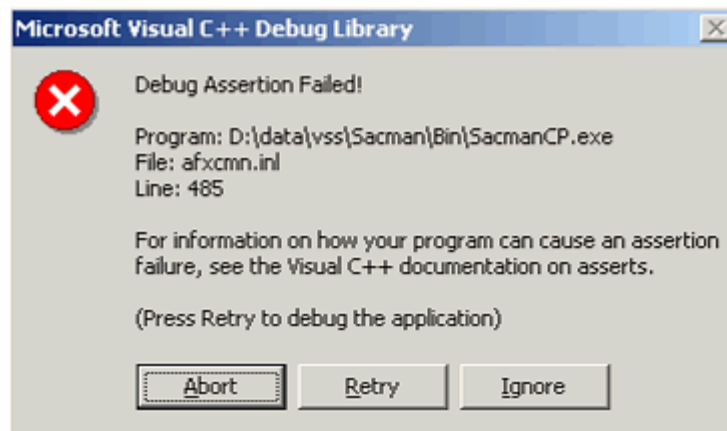 Microsoft Visual C++ Debug Library
Debug Assertion Failed!
Program: D:\data\vss\Sacman\Bin\SacmanCP.exe
File: afxcmn.inl
Line: 485
For information on how your program can cause an assertion
failure, see the Visual C++ documentation on asserts.
(Press Retry to debug the application)
Abort Retry Ignore